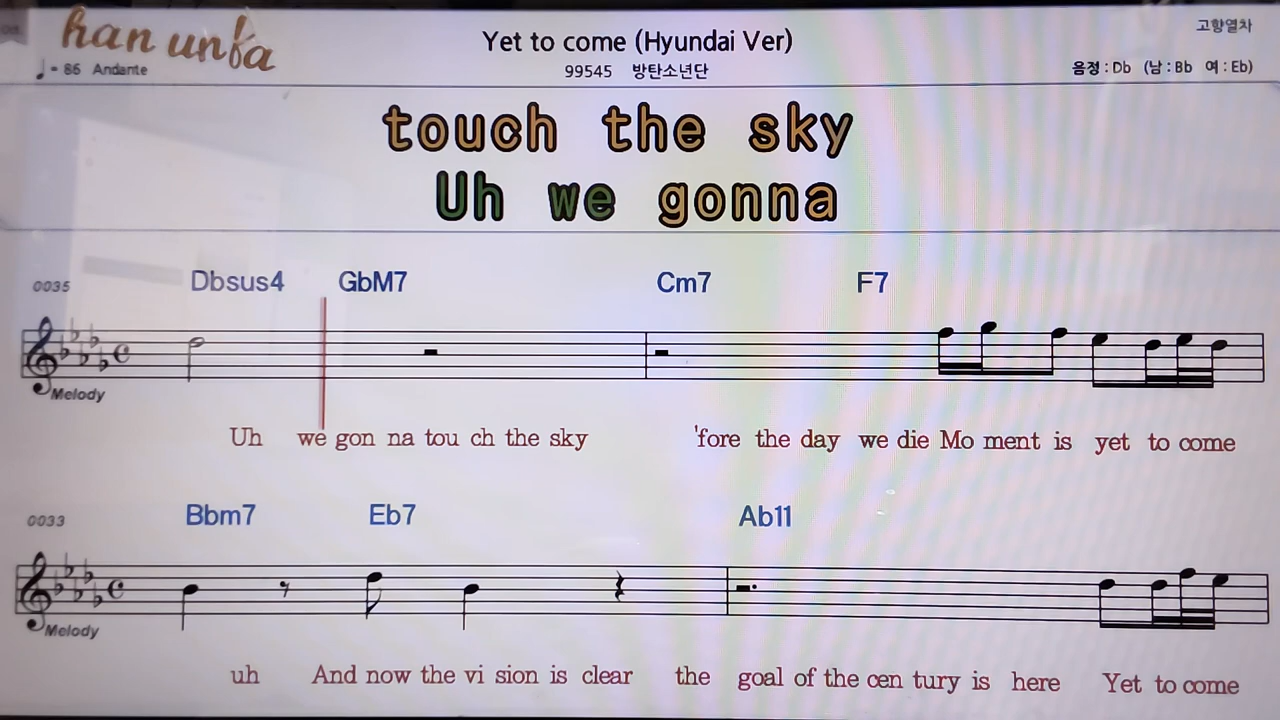 han unba
고향열차
Yet to come (Hyundai Ver)
♩= 86 Andante
99545 방탄소년단
음정 : Db (남 : Bb 여 : Eb)
touch the sky
Uh we gonna
0035
Dbsus4 GbM7 Cm7 F7
Melody
Uh we gon na tou ch the sky 'fore the day we die Mo ment is yet to come
0033
Bbm7 Eb7 Ab11
Melody
uh And now the vi sion is clear the goal of the cen tury is here Yet to come